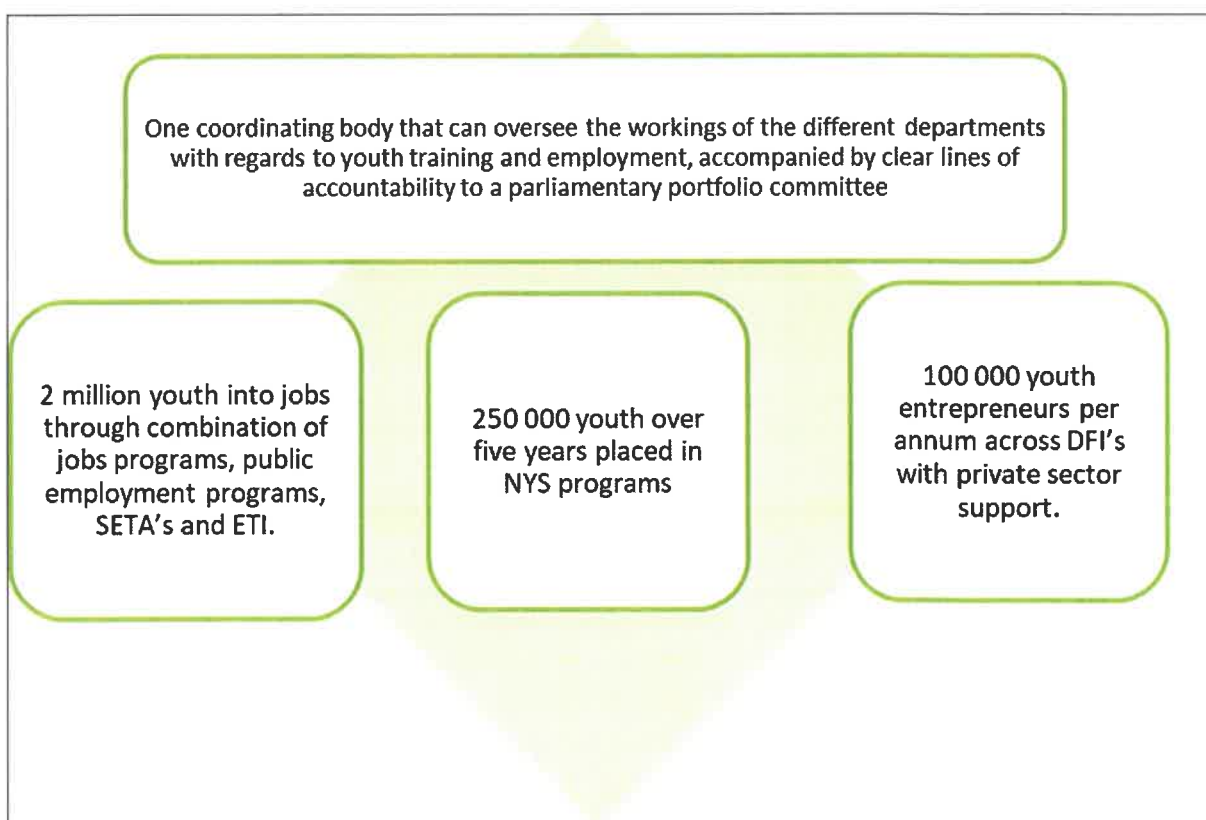 One coordinating body that can oversee the workings of the different departments
with regards to youth training and employment, accompanied by clear lines of
accountability to a parliamentary portfolio committee
2 million youth into jobs
through combination of
jobs programs, public
employment programs,
SETA's and ETI.
250 000 youth over
five years placed in
NYS programs
100 000 youth
entrepreneurs per
annum across DFI's
with private sector
support.